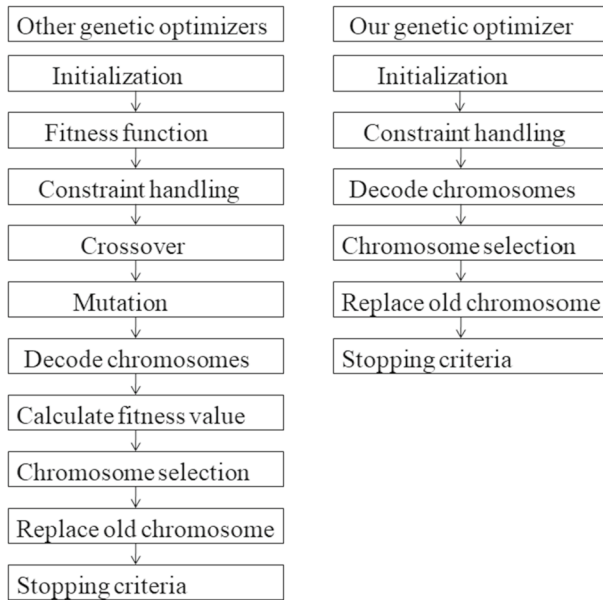 Other genetic optimizers
Initialization
Fitness function
Constraint handling
Crossover
Mutation
Decode chromosomes
Calculate fitness value
Chromosome selection
Replace old chromosome
Stopping criteria
Our genetic optimizer
Initialization
Constraint handling
Decode chromosomes
Chromosome selection
Replace old chromosome
Stopping criteria